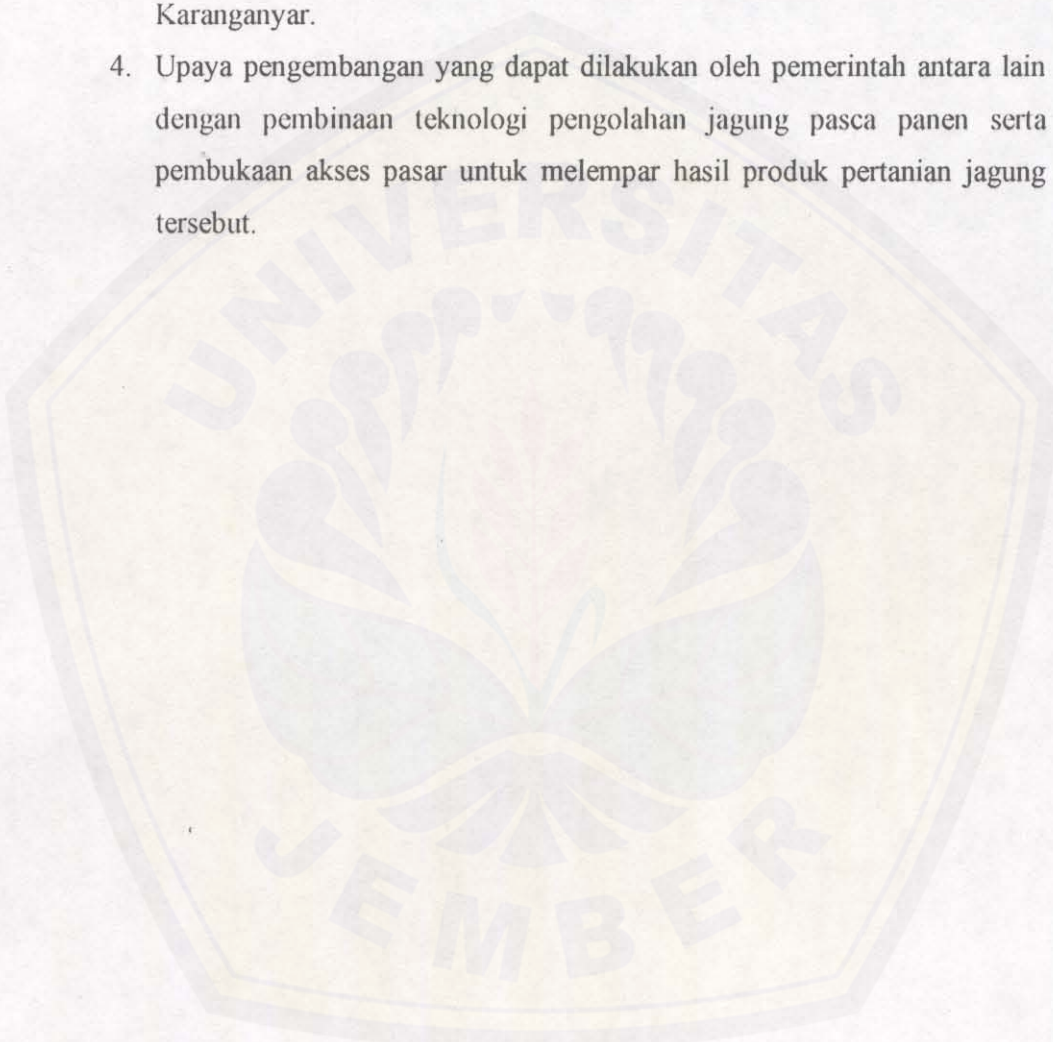 Karanganyar.
4. Upaya pengembangan yang dapat dilakukan oleh pemerintah antara lain
dengan pembinaan teknologi pengolahan jagung pasca panen serta
pembukaan akses pasar untuk melempar hasil produk pertanian jagung
tersebut.
UNIVERSITAS
JEMBER